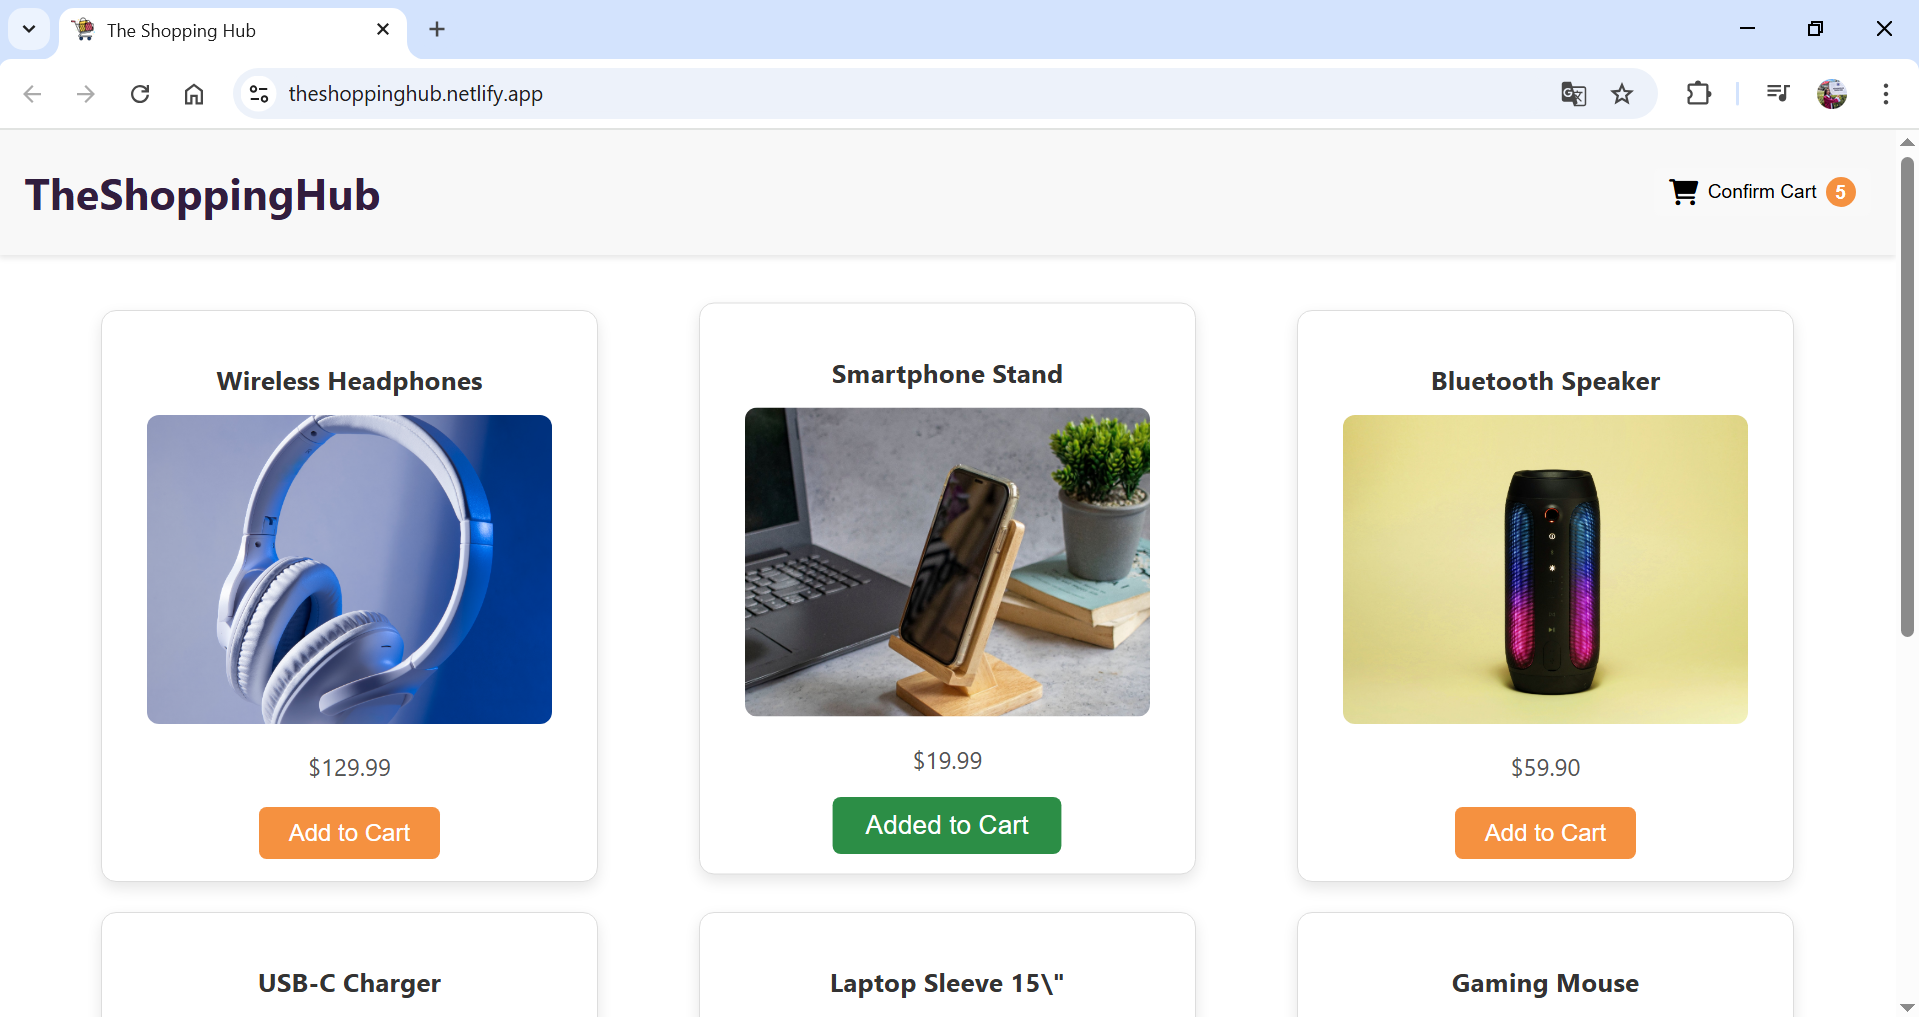 The Shopping Hub
theshoppinghub.netlify.app
TheShoppingHub
Confirm Cart 5
Wireless Headphones
Smartphone Stand
Bluetooth Speaker
$129.99
$19.99
$59.90
Add to Cart
Added to Cart
Add to Cart
USB-C Charger
Laptop Sleeve 15\"
Gaming Mouse